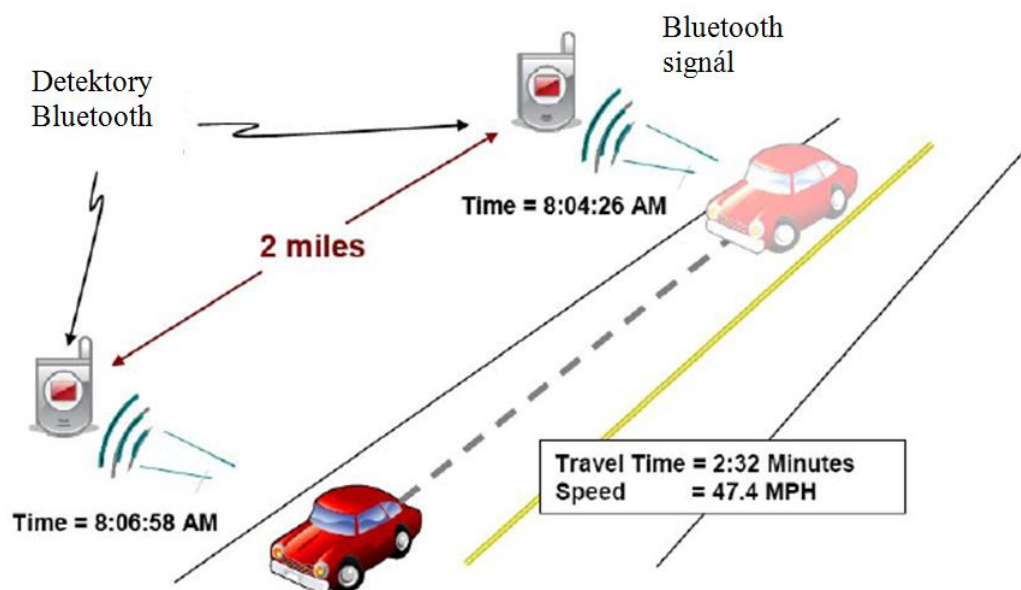 Bluetooth
signál
Detektory
Bluetooth
Time = 8:04:26 AM
2 miles
Travel Time = 2:32 Minutes
Speed = 47.4 MPH
Time = 8:06:58 AM